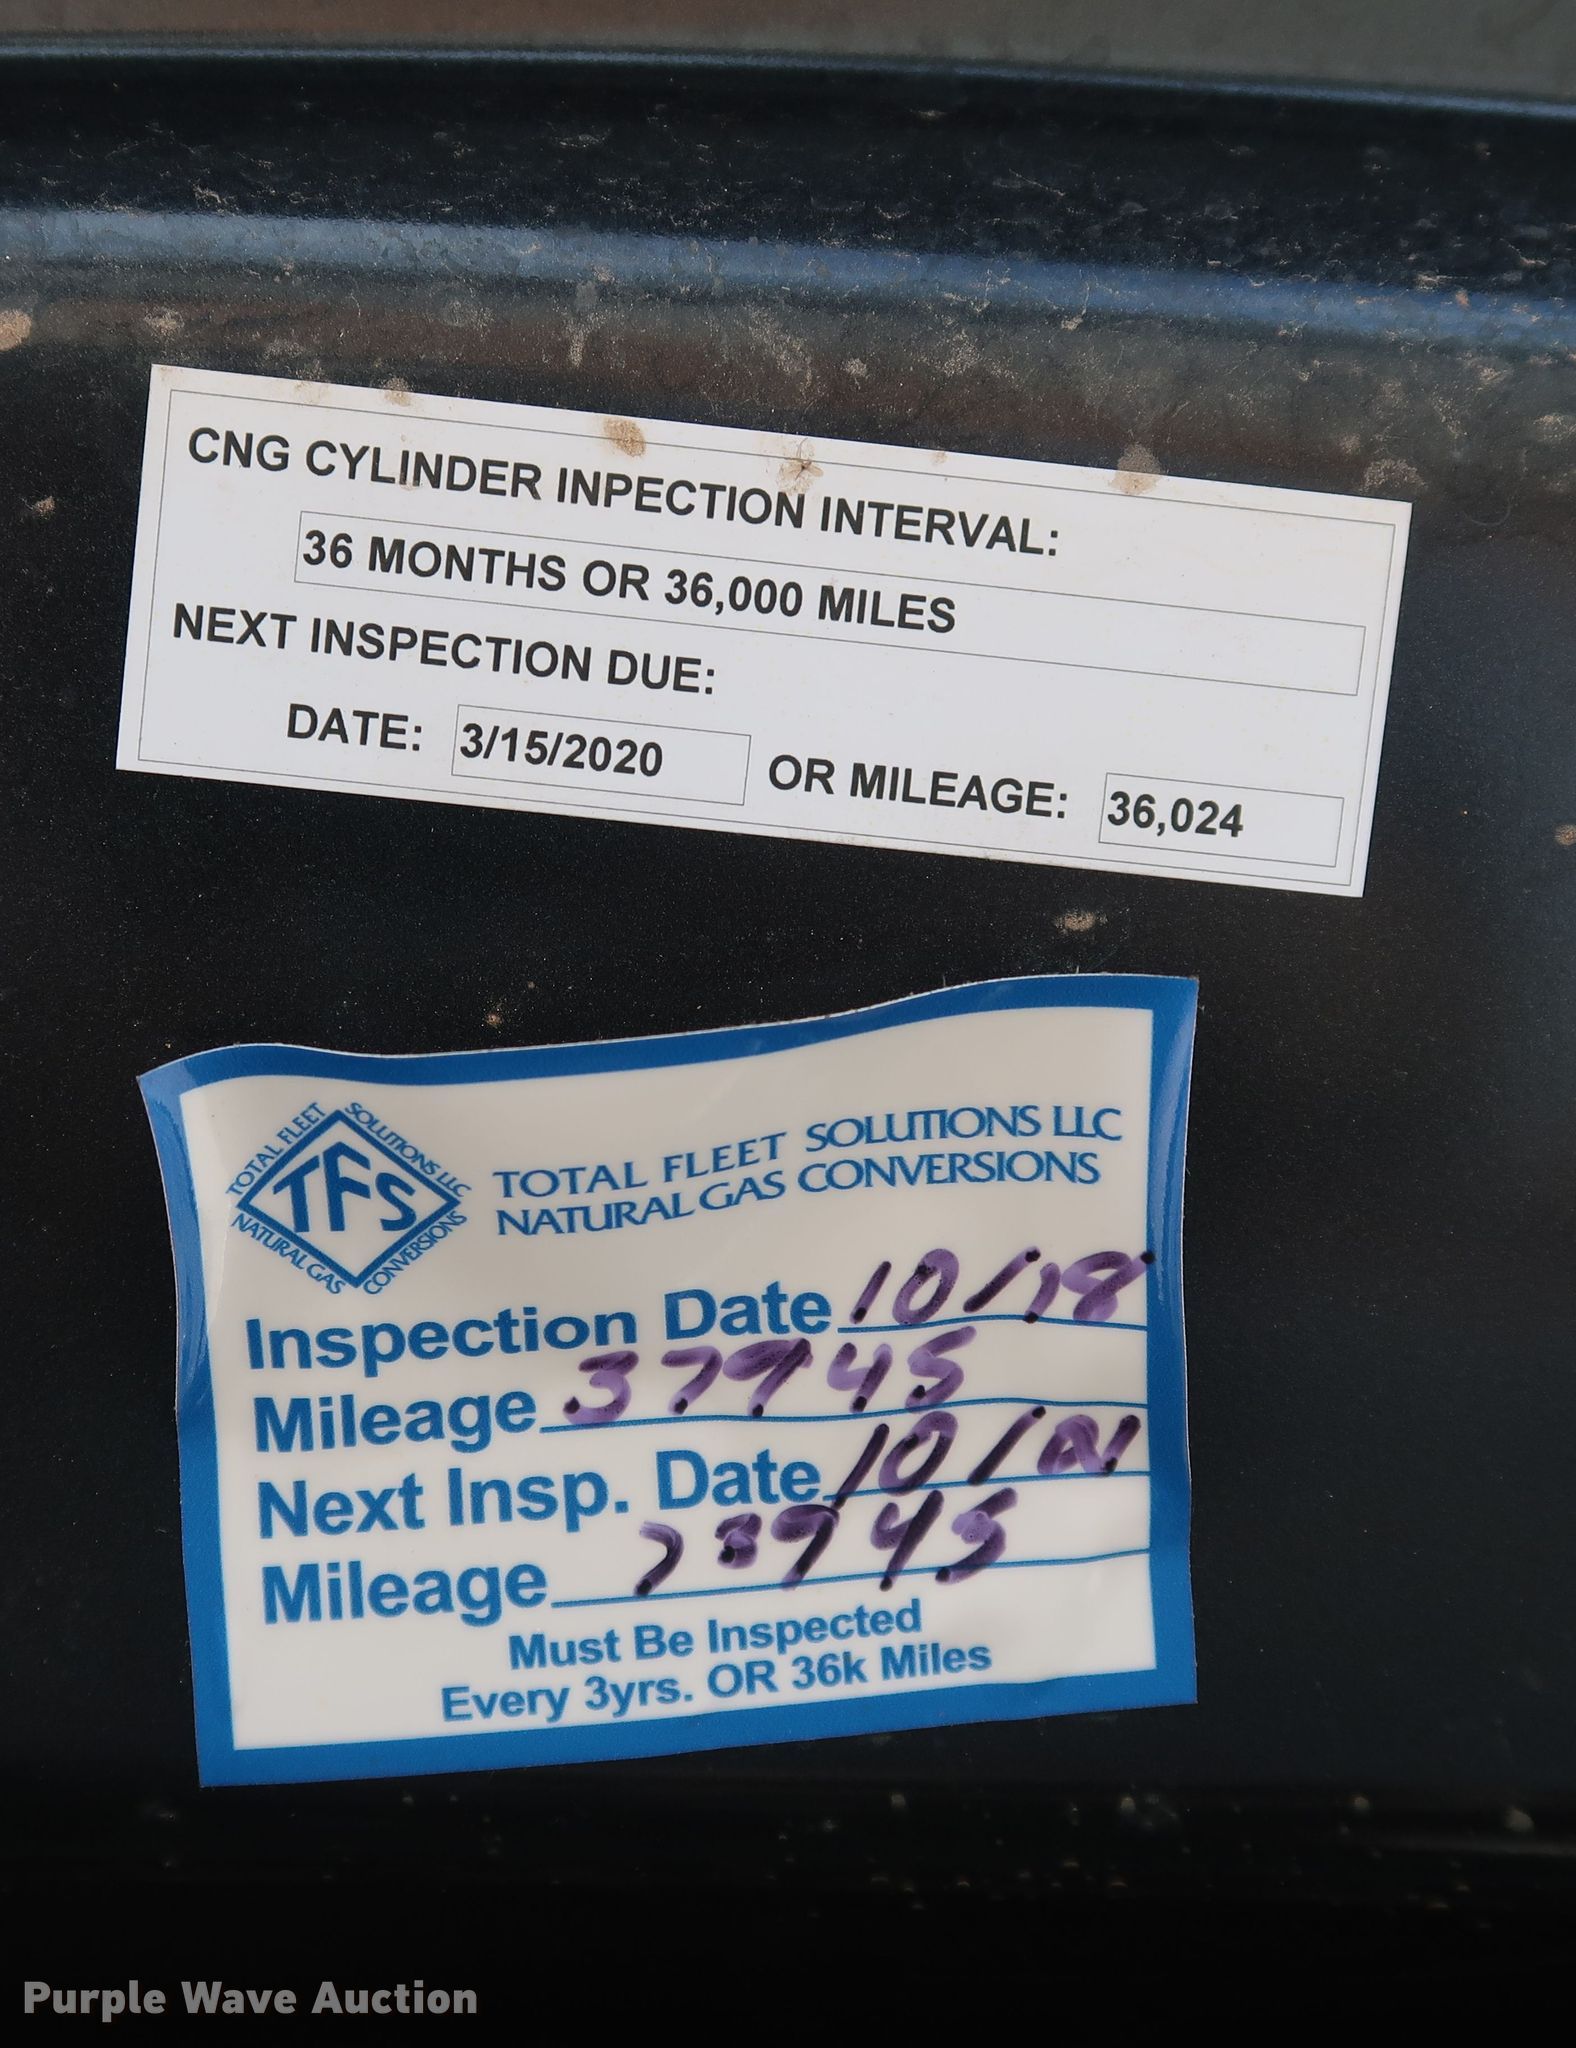 CNG CYLINDER INPECTION INTERVAL:
36 MONTHS OR 36,000 MILES
NEXT INSPECTION DUE:
DATE: 3/15/2020 OR MILEAGE: 36,024
TOTAL FLEET SOLUTIONS LLC
TFS
NATURAL GAS CONVERSIONS
TOTAL FLEET SOLUTIONS LLC
NATURAL GAS CONVERSIONS
Inspection Date 10/18
Mileage 37945
Next Insp. Date 10/21
Mileage 73945
Must Be Inspected
Every 3yrs. OR 36k Miles
Purple Wave Auction